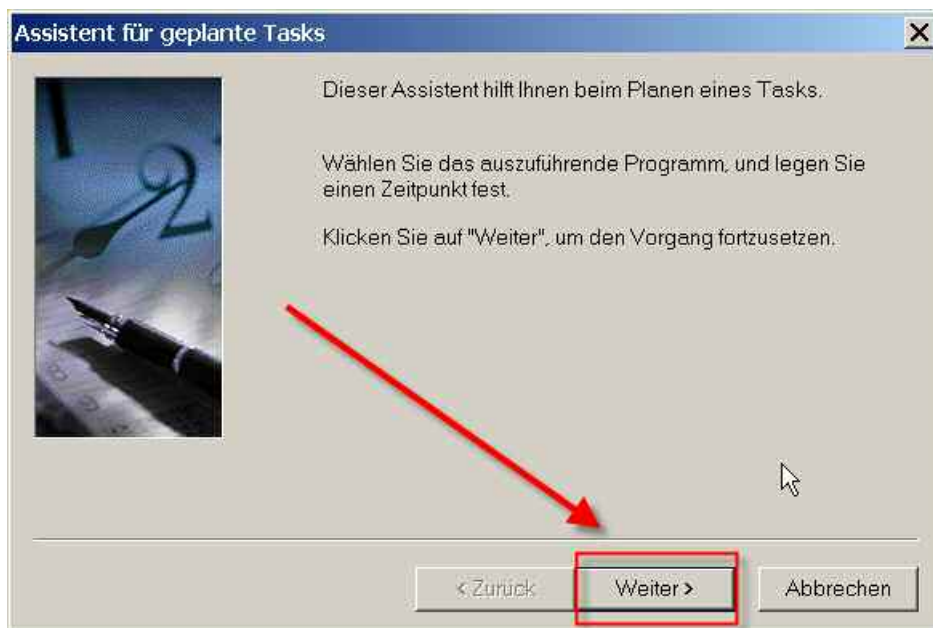 Assistent für geplante Tasks
Dieser Assistent hilft Ihnen beim Planen eines Tasks.
Wählen Sie das auszuführende Programm, und legen Sie
einen Zeitpunkt fest.
Klicken Sie auf "Weiter", um den Vorgang fortzusetzen.
2
< Zurück
Weiter >
Abbrechen